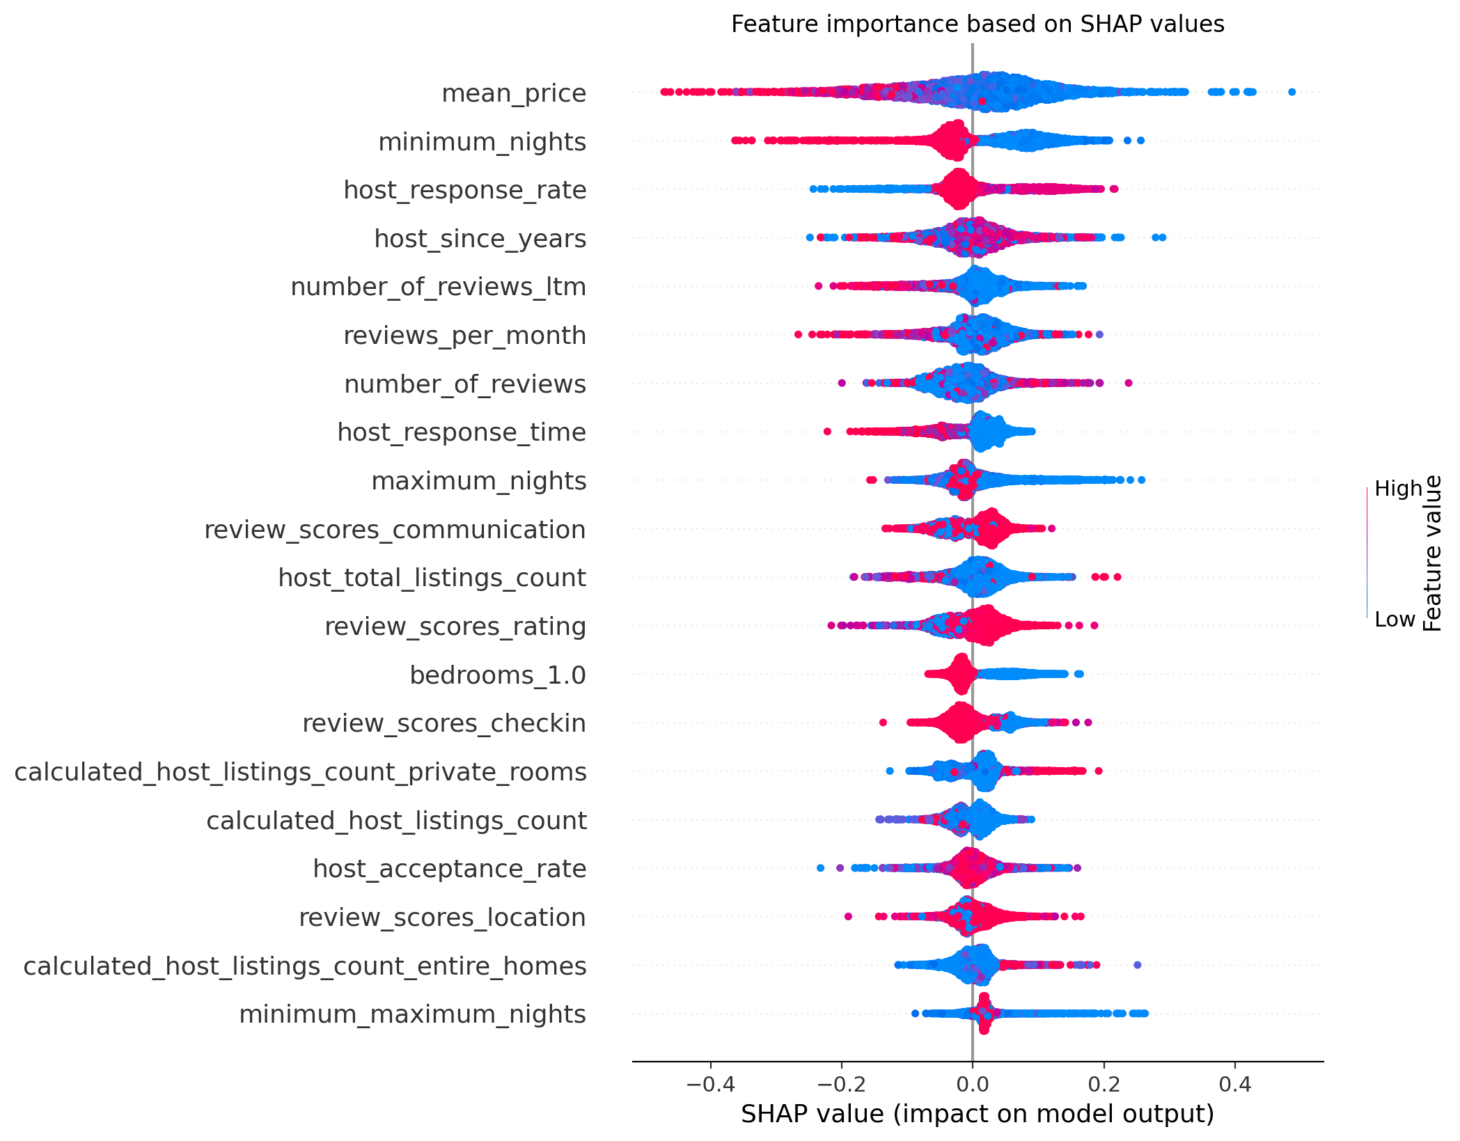 Feature importance based on SHAP values
mean_price
minimum_nights
host_response_rate
host_since_years
number_of_reviews_ltm
reviews_per_month
number_of_reviews
host_response_time
maximum_nights
review_scores_communication
host_total_listings_count
review_scores_rating
bedrooms_1.0
review_scores_checkin
calculated_host_listings_count_private_rooms
calculated_host_listings_count
host_acceptance_rate
review_scores_location
calculated_host_listings_count_entire_homes
minimum_maximum_nights
−0.4 −0.2 0.0 0.2 0.4
SHAP value (impact on model output)
High
Low
Feature value